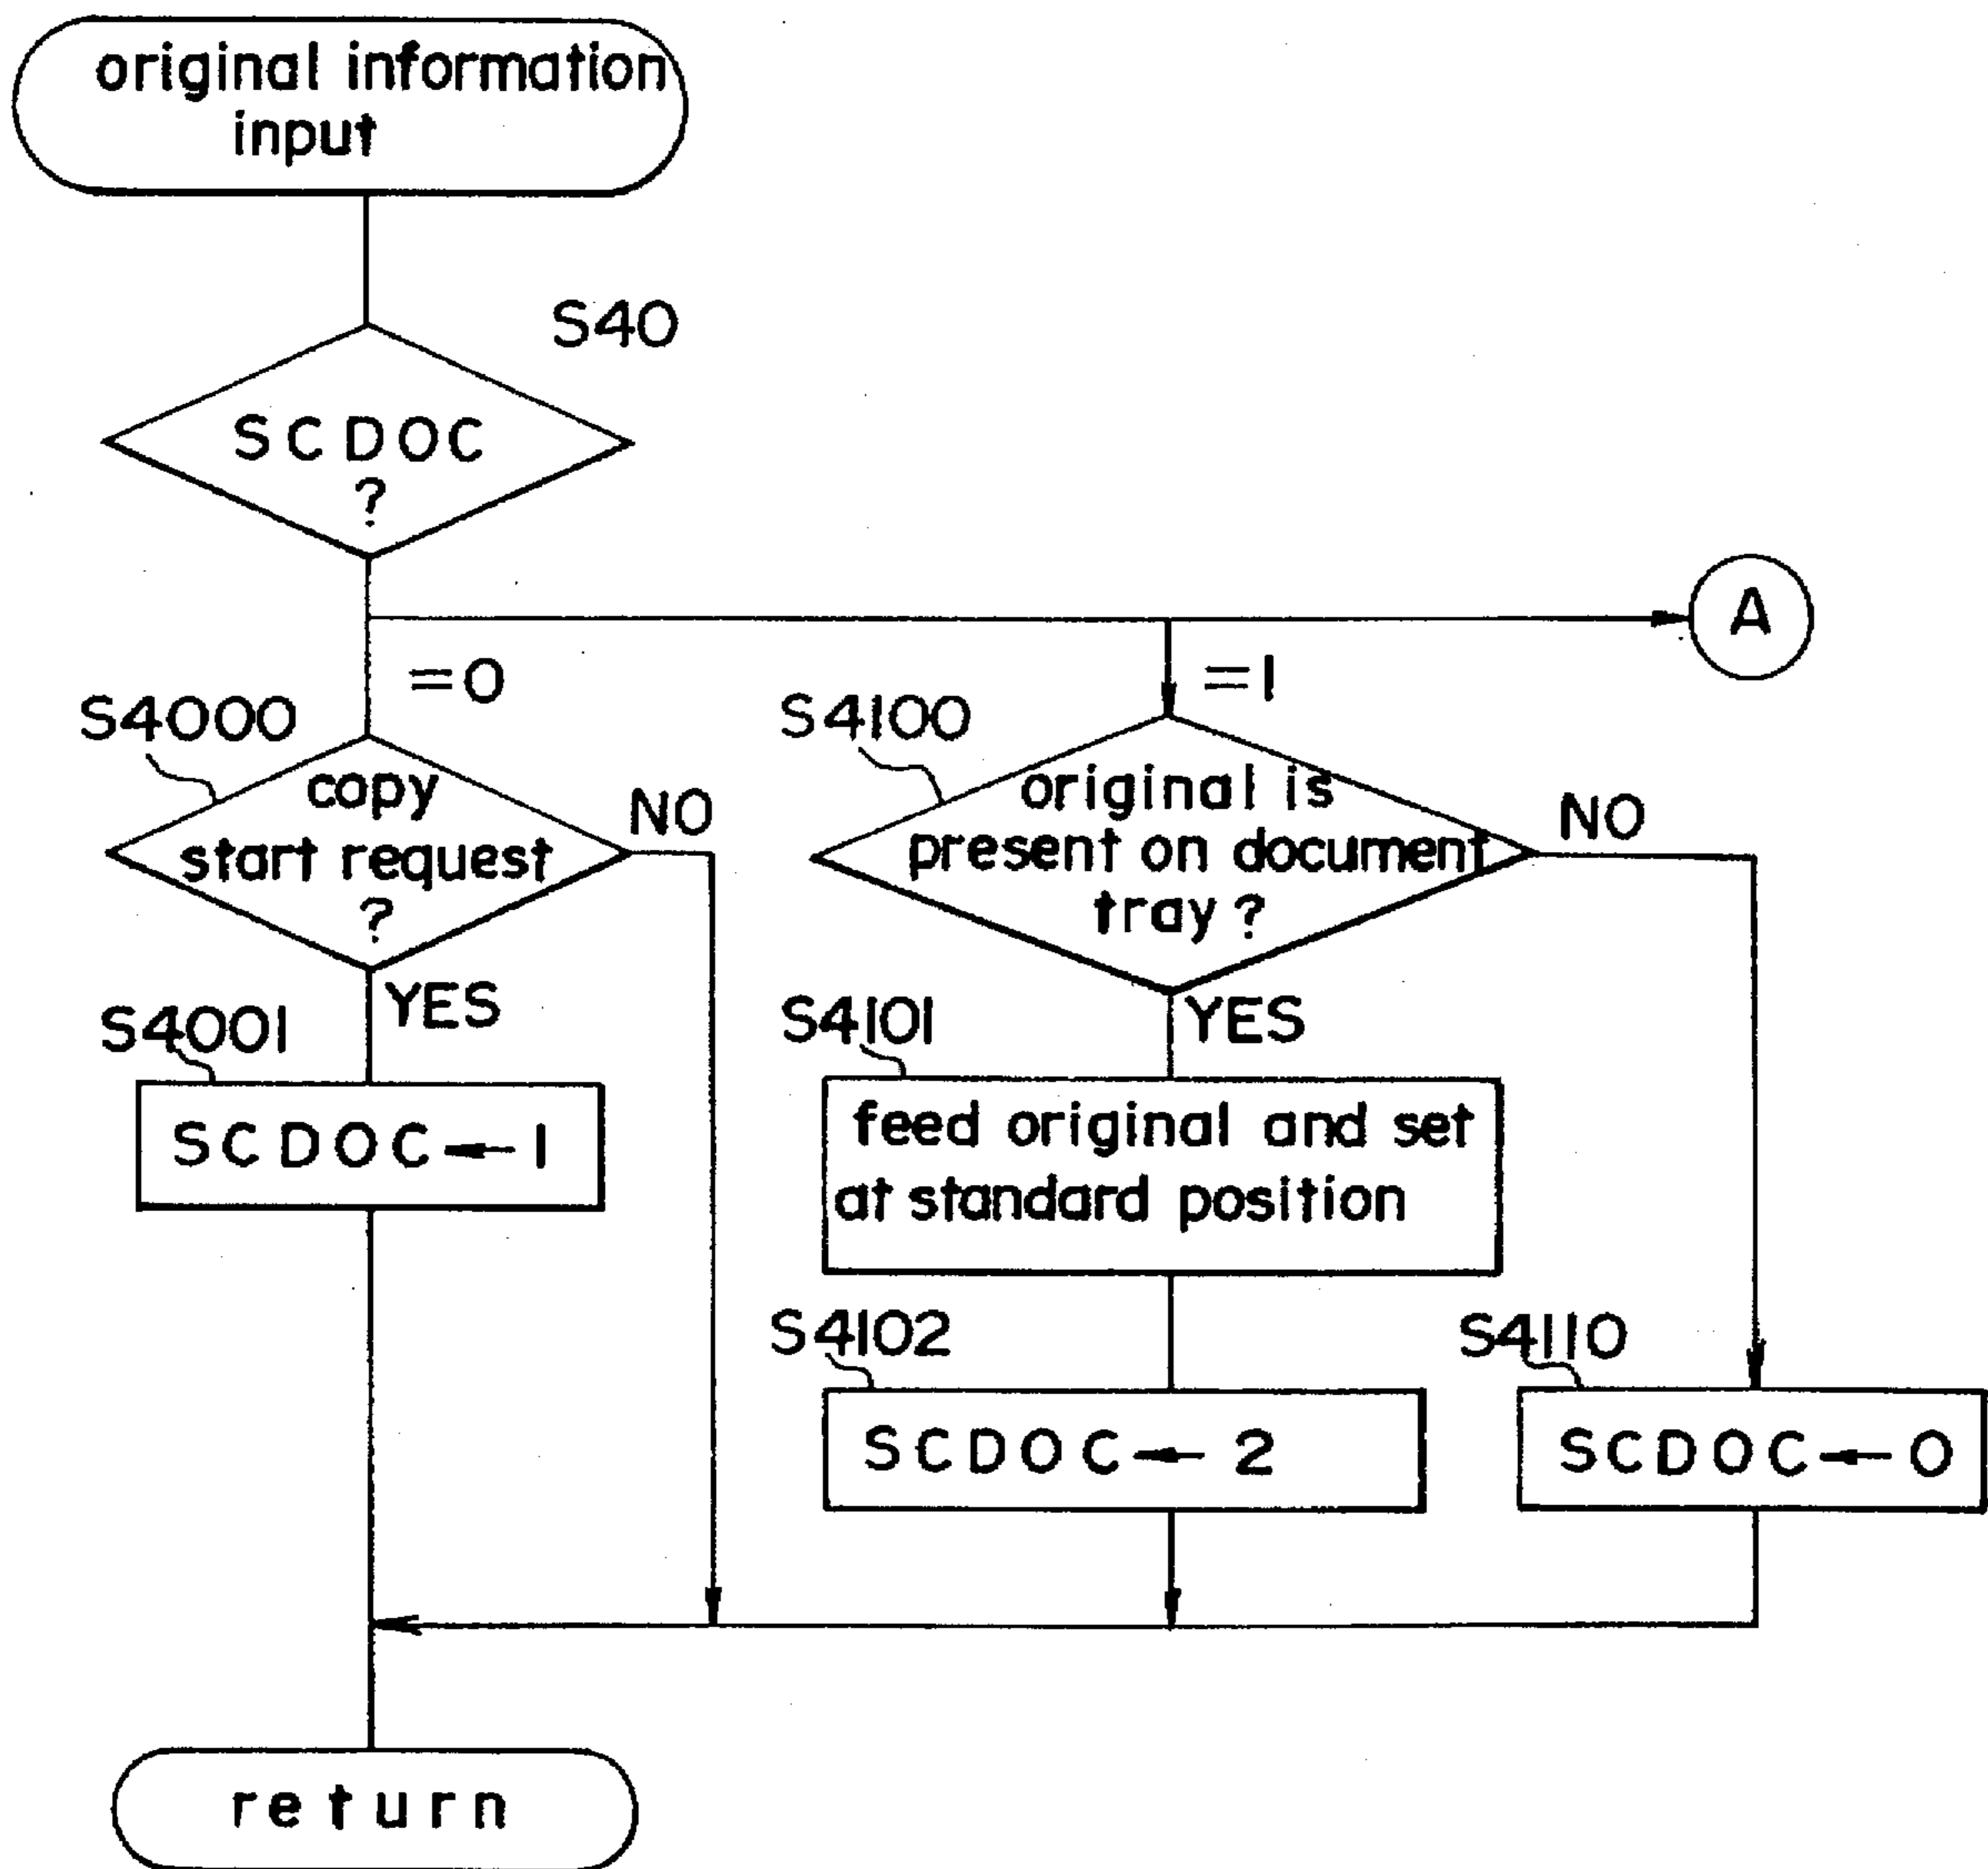 original information
input
S40
SCDOC
?
A
=0
=1
S4000
S4100
copy
start request
?
NO
original is
present on document
tray?
NO
YES
S4001
YES
S4101
SCDOC←1
feed original and set
at standard position
S4102
S4110
SCDOC←2
SCDOC←0
return